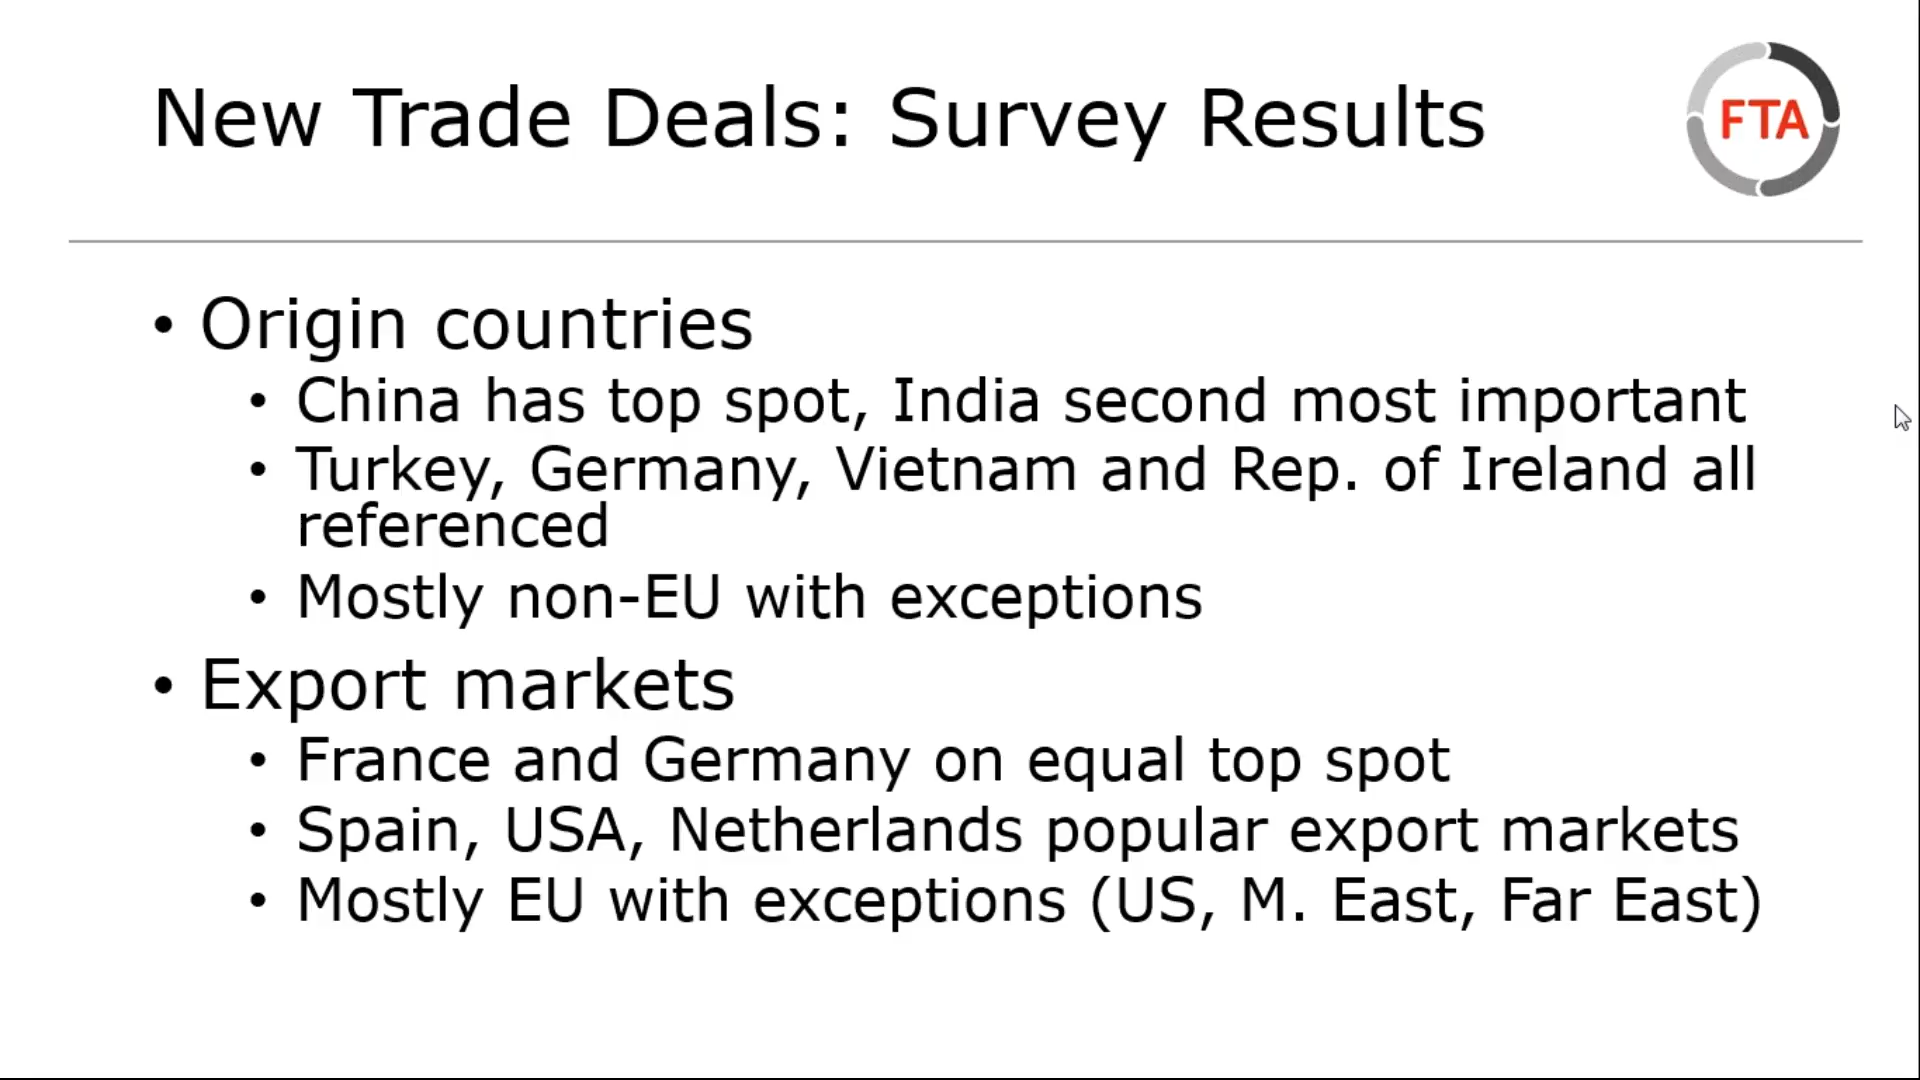 New Trade Deals: Survey Results
FTA
• Origin countries
• China has top spot, India second most important
• Turkey, Germany, Vietnam and Rep. of Ireland all
referenced
• Mostly non-EU with exceptions
• Export markets
• France and Germany on equal top spot
• Spain, USA, Netherlands popular export markets
• Mostly EU with exceptions (US, M. East, Far East)